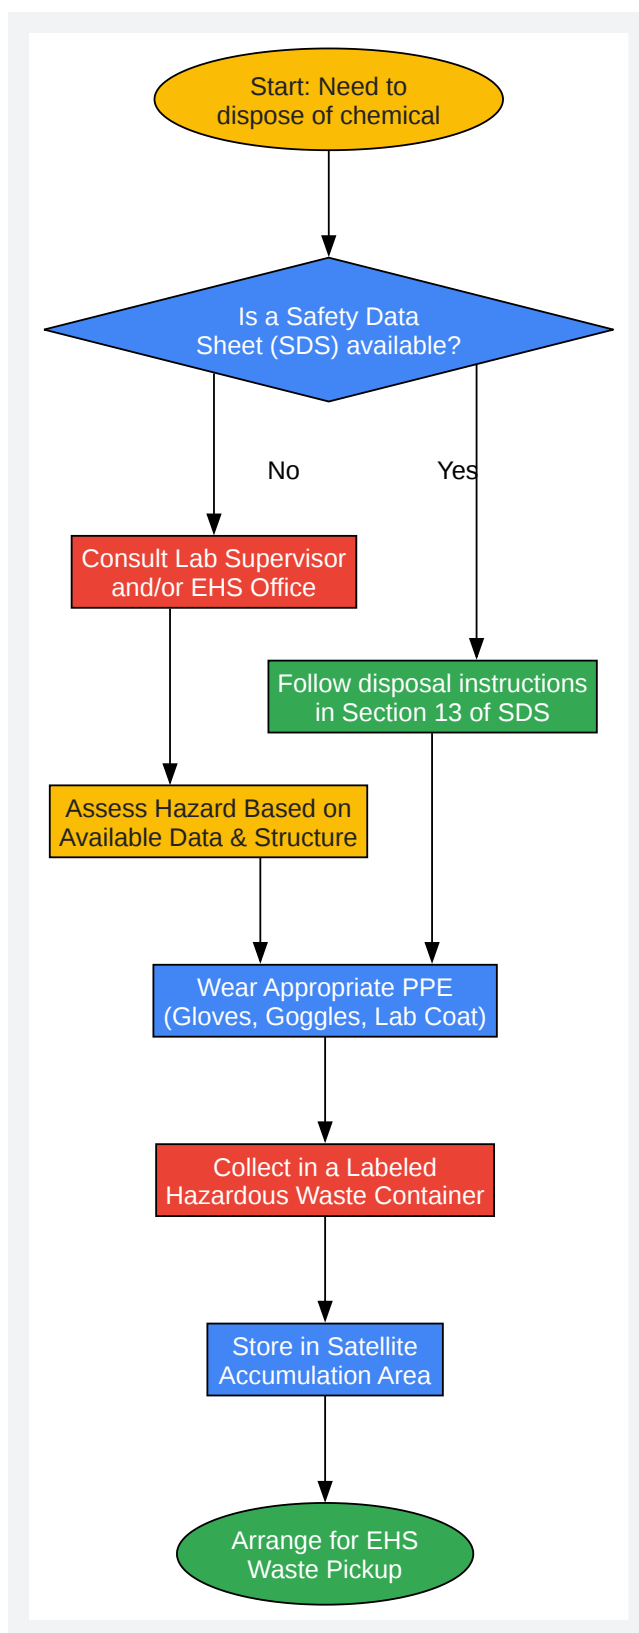 Start: Need to
dispose of chemical
Is a Safety Data
Sheet (SDS) available?
No
Yes
Consult Lab Supervisor
and/or EHS Office
Follow disposal instructions
in Section 13 of SDS
Assess Hazard Based on
Available Data & Structure
Wear Appropriate PPE
(Gloves, Goggles, Lab Coat)
Collect in a Labeled
Hazardous Waste Container
Store in Satellite
Accumulation Area
Arrange for EHS
Waste Pickup